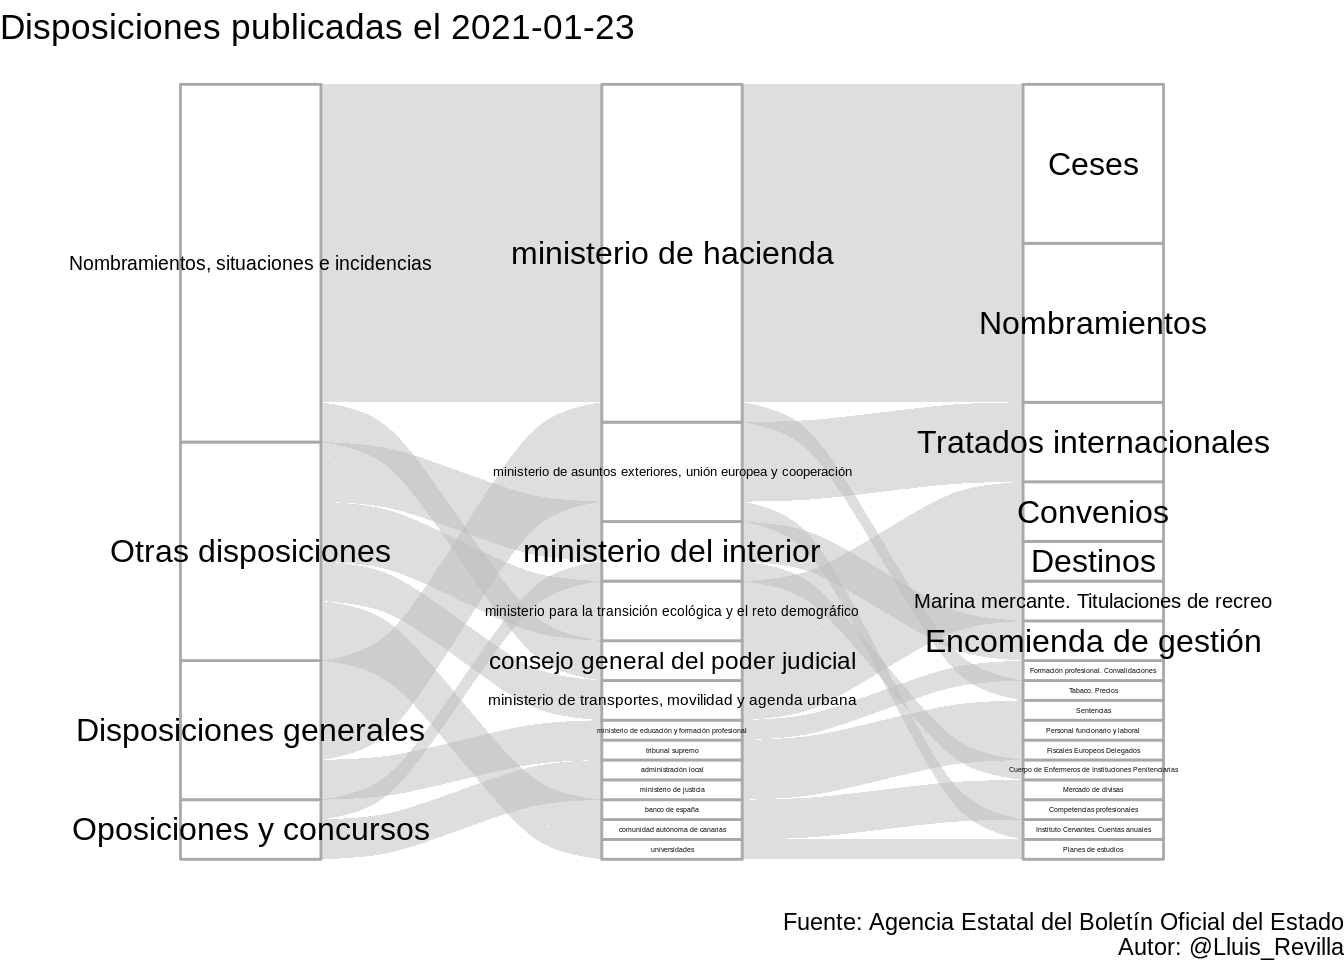 Disposiciones publicadas el 2021-01-23
Nombramientos, situaciones e incidencias
Otras disposiciones
Disposiciones generales
Oposiciones y concursos
ministerio de hacienda
ministerio de asuntos exteriores, unión europea y cooperación
ministerio del interior
ministerio para la transición ecológica y el reto demográfico
consejo general del poder judicial
ministerio de transportes, movilidad y agenda urbana
ministerio de educación y formación profesional
tribunal supremo
administración local
ministerio de justicia
banco de españa
comunidad autónoma de canarias
universidades
Ceses
Nombramientos
Tratados internacionales
Convenios
Destinos
Marina mercante. Titulaciones de recreo
Encomienda de gestión
Formación profesional. Convalidaciones
Tabaco. Precios
Sentencias
Personal funcionario y laboral
Fiscales Europeos Delegados
Cuerpo de Enfermeros de Instituciones Penitenciarias
Mercado de divisas
Competencias profesionales
Instituto Cervantes. Cuentas anuales
Planes de estudios
Fuente: Agencia Estatal del Boletín Oficial del Estado
Autor: @Lluis_Revilla